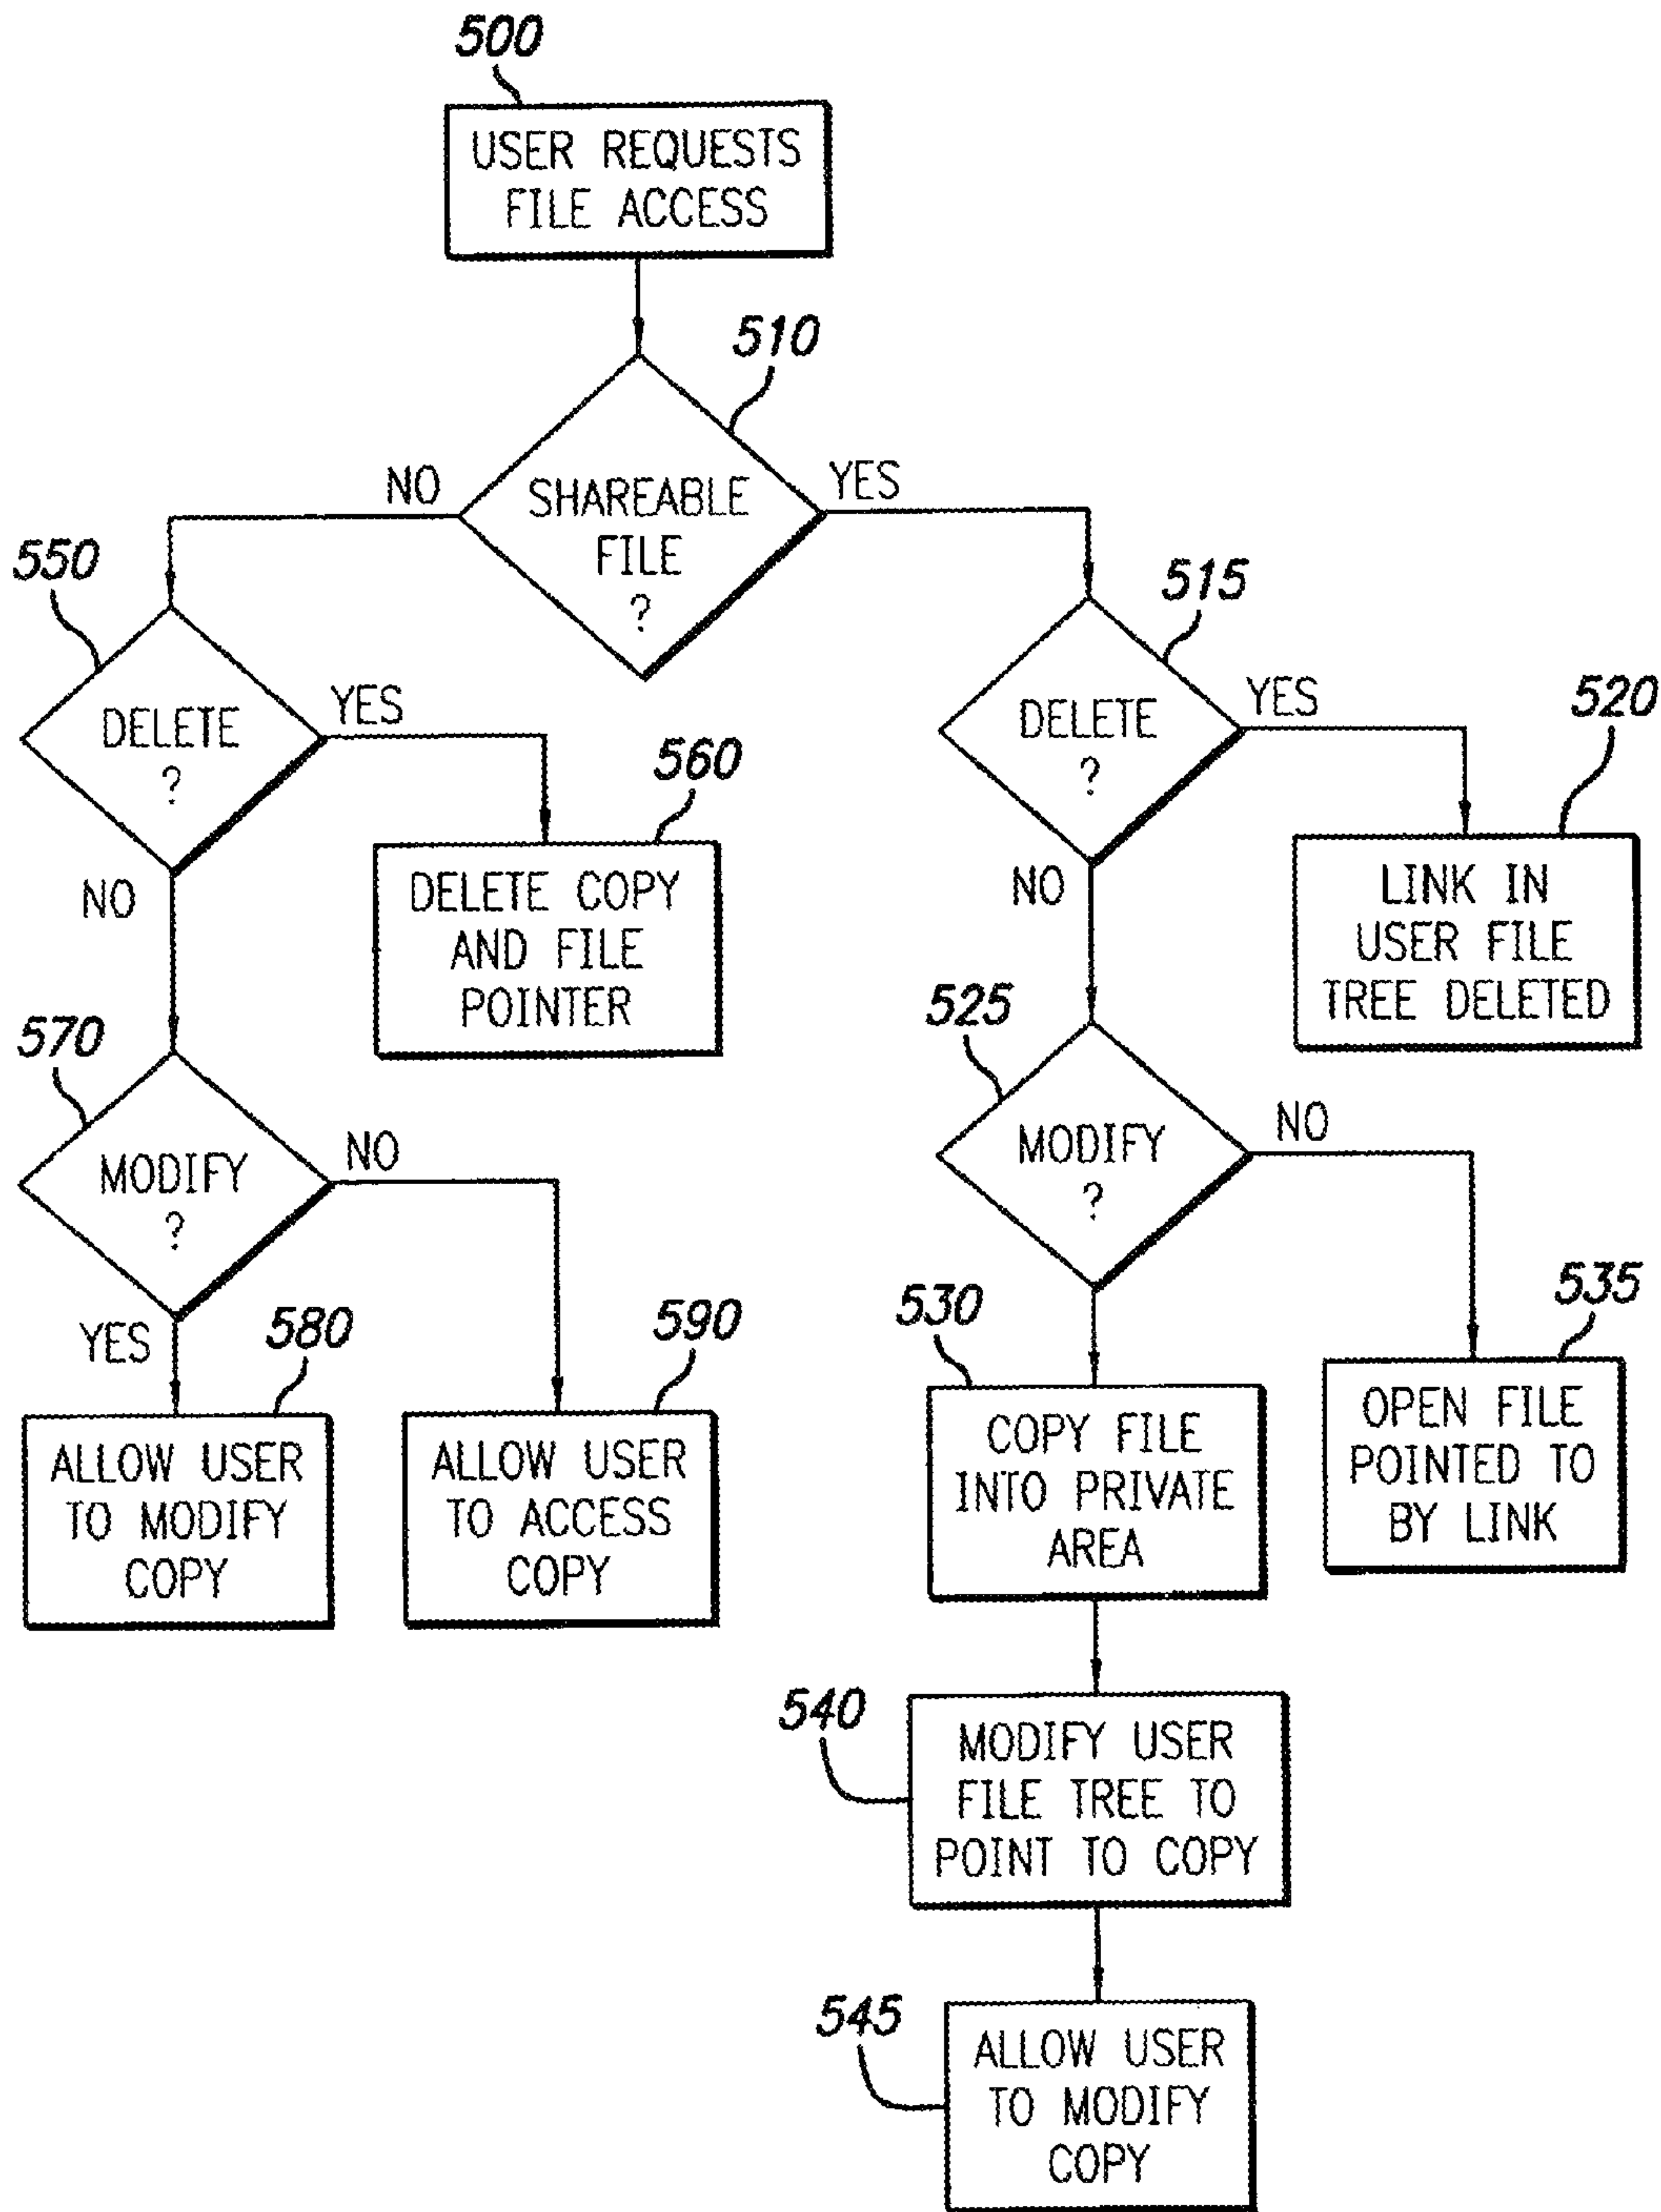 500
USER REQUESTS
FILE ACCESS
510
SHAREABLE
FILE
?
NO
YES
550
DELETE
?
YES
NO
560
DELETE COPY
AND FILE
POINTER
515
DELETE
?
YES
NO
520
LINK IN
USER FILE
TREE DELETED
570
MODIFY
?
NO
YES
580
ALLOW USER
TO MODIFY
COPY
590
ALLOW USER
TO ACCESS
COPY
525
MODIFY
?
NO
530
COPY FILE
INTO PRIVATE
AREA
535
OPEN FILE
POINTED TO
BY LINK
540
MODIFY USER
FILE TREE TO
POINT TO COPY
545
ALLOW USER
TO MODIFY
COPY